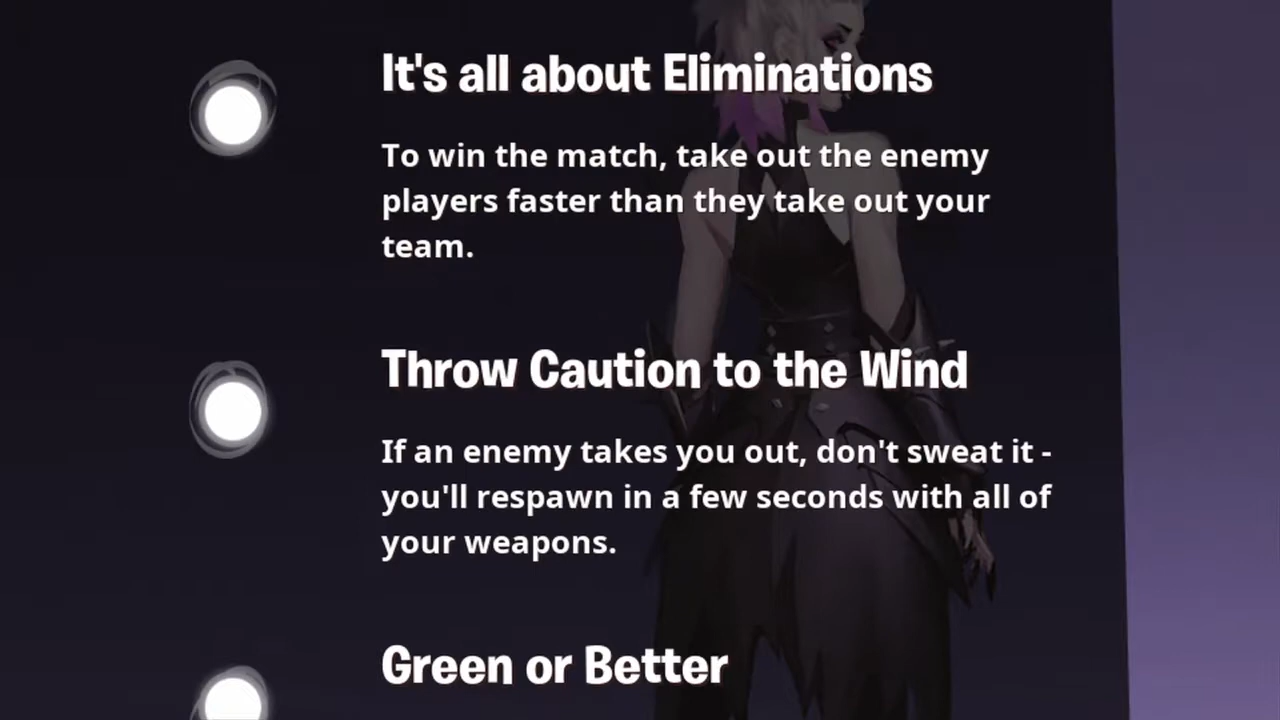 It's all about Eliminations
To win the match, take out the enemy
players faster than they take out your
team.
Throw Caution to the Wind
If an enemy takes you out, don't sweat it -
you'll respawn in a few seconds with all of
your weapons.
Green or Better